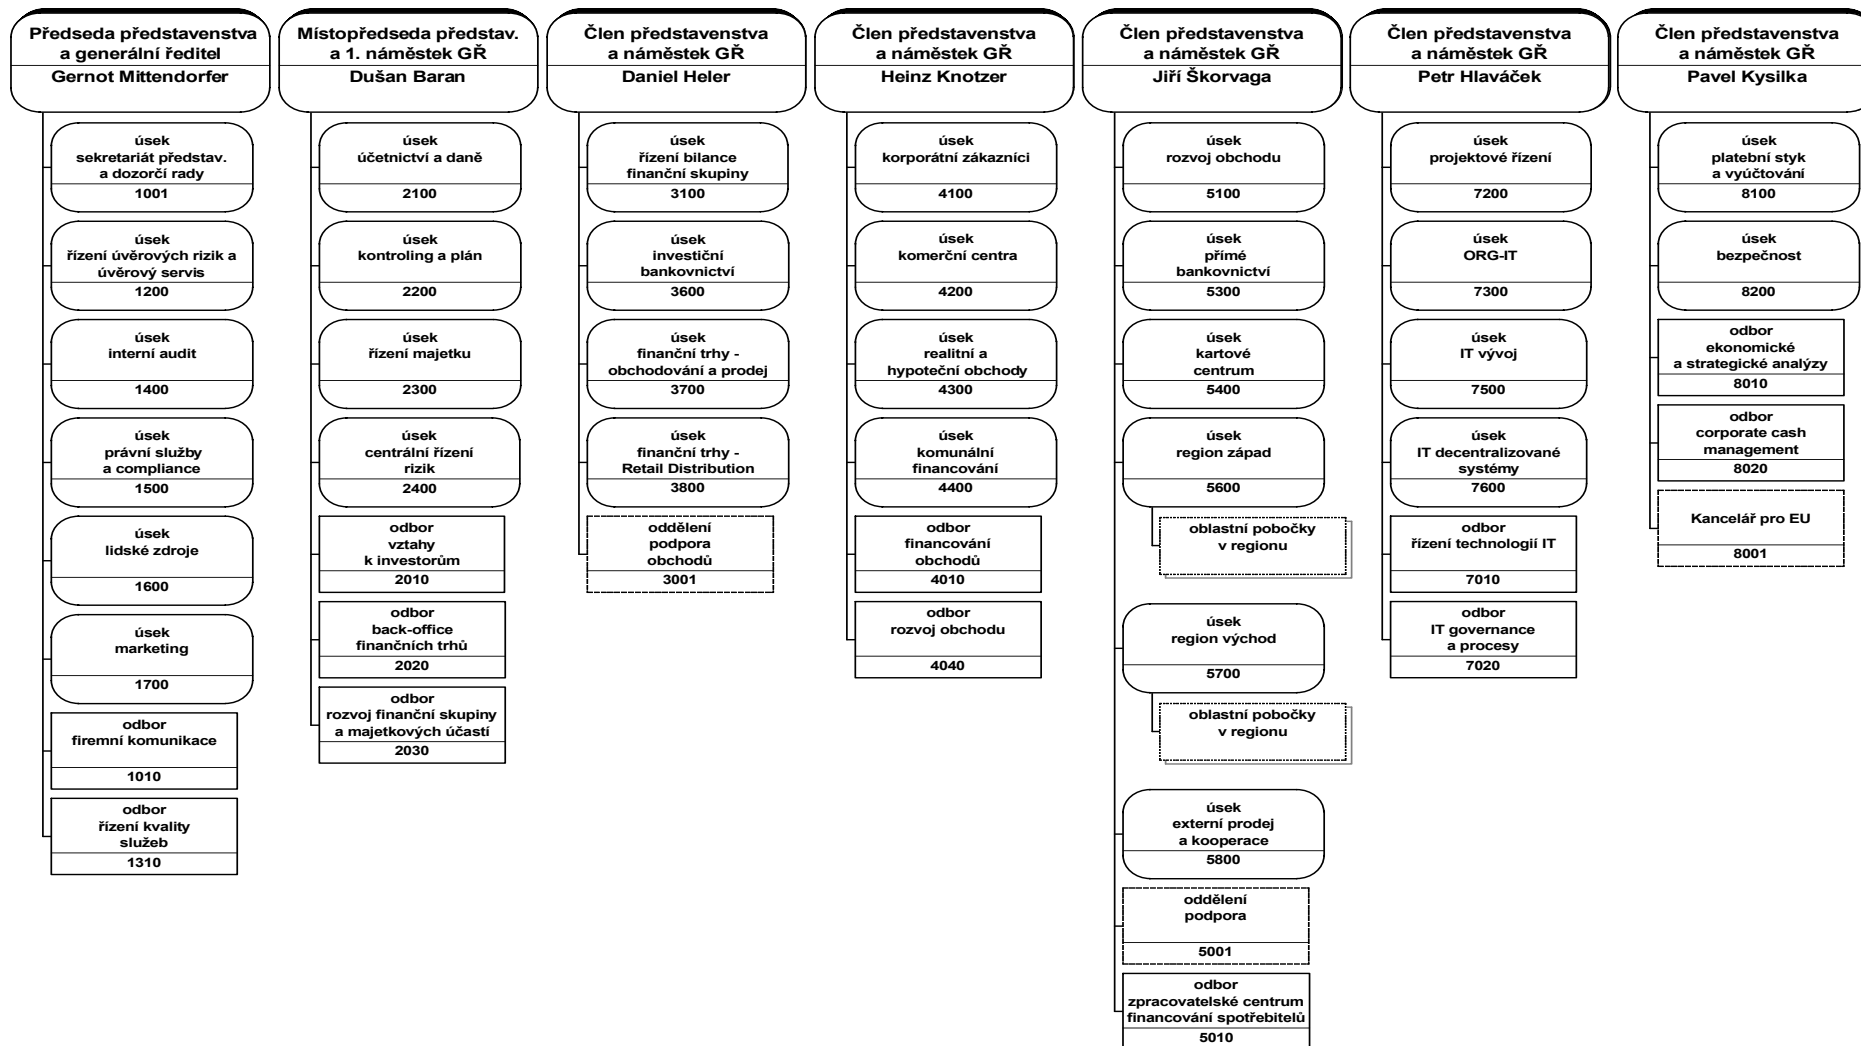 Předseda představenstva
a generální ředitel
Gernot Mittendorfer
úsek
sekretariát představ.
a dozorčí rady
1001
úsek
řízení úvěrových rizik a
úvěrový servis
1200
úsek
interní audit
1400
úsek
právní služby
a compliance
1500
úsek
lidské zdroje
1600
úsek
marketing
1700
odbor
firemní komunikace
1010
odbor
řízení kvality
služeb
1310
Místopředseda představ.
a 1. náměstek GŘ
Dušan Baran
úsek
účetnictví a daně
2100
úsek
kontroling a plán
2200
úsek
řízení majetku
2300
úsek
centrální řízení
rizik
2400
odbor
vztahy
k investorům
2010
odbor
back-office
finančních trhů
2020
odbor
rozvoj finanční skupiny
a majetkových účastí
2030
Člen představenstva
a náměstek GŘ
Daniel Heler
úsek
řízení bilance
finanční skupiny
3100
úsek
investiční
bankovnictví
3600
úsek
finanční trhy -
obchodování a prodej
3700
úsek
finanční trhy -
Retail Distribution
3800
oddělení
podpora
obchodů
3001
Člen představenstva
a náměstek GŘ
Heinz Knotzer
úsek
korporátní zákazníci
4100
úsek
komerční centra
4200
úsek
realitní a
hypoteční obchody
4300
úsek
komunální
financování
4400
odbor
financování
obchodů
4010
odbor
rozvoj obchodu
4040
Člen představenstva
a náměstek GŘ
Jiří Škorvaga
úsek
rozvoj obchodu
5100
úsek
přímé
bankovnictví
5300
úsek
kartové
centrum
5400
úsek
region západ
5600
oblastní pobočky
v regionu
úsek
region východ
5700
oblastní pobočky
v regionu
úsek
externí prodej
a kooperace
5800
oddělení
podpora
5001
odbor
zpracovatelské centrum
financování spotřebitelů
5010
Člen představenstva
a náměstek GŘ
Petr Hlaváček
úsek
projektové řízení
7200
úsek
ORG-IT
7300
úsek
IT vývoj
7500
úsek
IT decentralizované
systémy
7600
odbor
řízení technologií IT
7010
odbor
IT governance
a procesy
7020
Člen představenstva
a náměstek GŘ
Pavel Kysilka
úsek
platební styk
a vyúčtování
8100
úsek
bezpečnost
8200
odbor
ekonomické
a strategické analýzy
8010
odbor
corporate cash
management
8020
Kancelář pro EU
8001